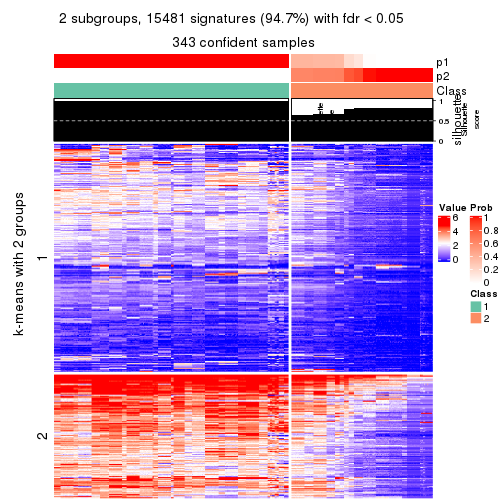 2 subgroups, 15481 signatures (94.7%) with fdr < 0.05
343 confident samples
p1
p2
Class
1
0.5
0
silhouette
Silhouette
score
k-means with 2 groups
1
2
Value
6
4
2
0
Prob
1
0.8
0.6
0.4
0.2
0
Class
1
2